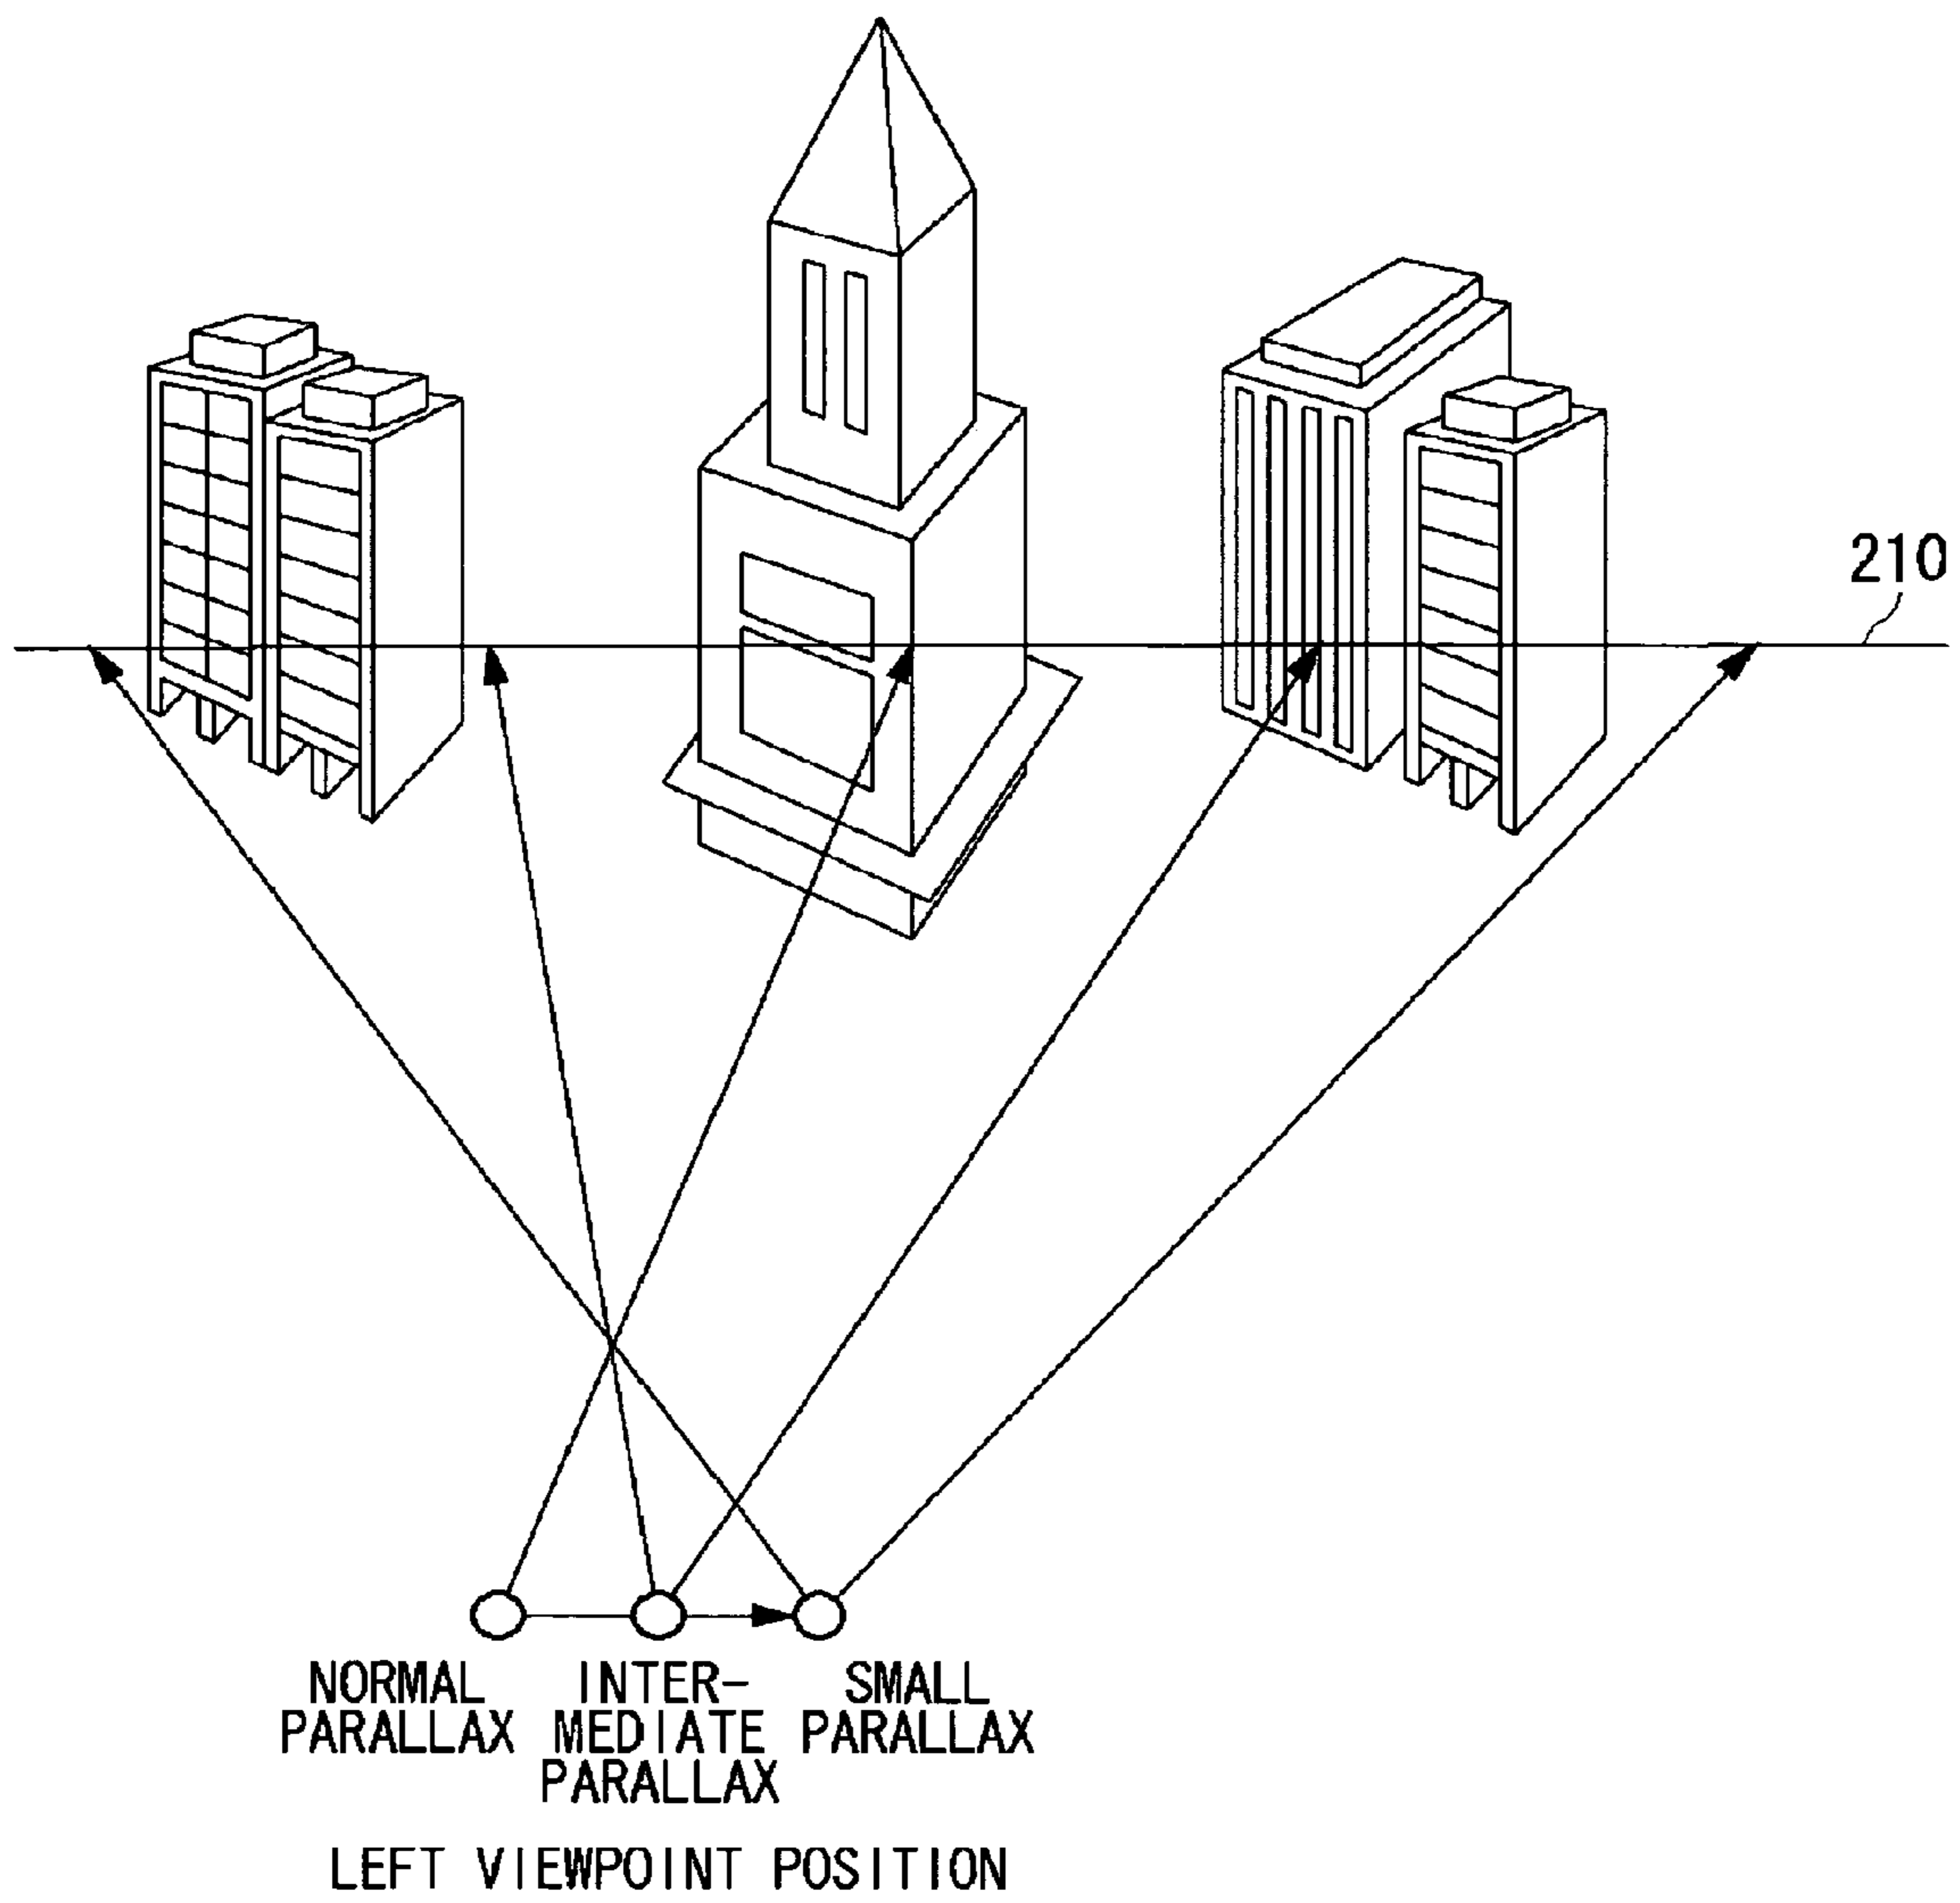 210
NORMAL INTER- SMALL
PARALLAX MEDIATE PARALLAX
PARALLAX
LEFT VIEWPOINT POSITION